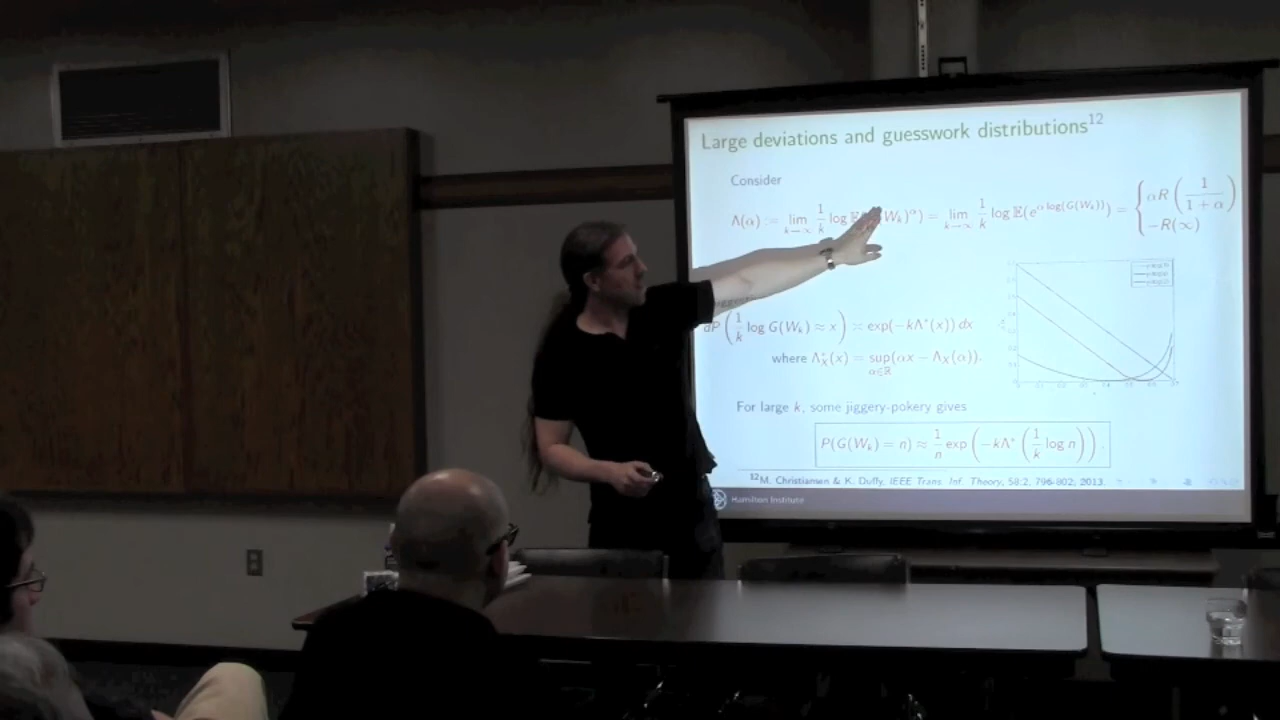 Large deviations and guesswork distributions¹²
Consider
Λ(α) := lim k→∞ 1/k log 𝔼( (W_k)^α) = lim k→∞ 1/k log 𝔼(e^{α log(G(W_k))}) = { αR (1/(1 + α))
−R(∞)
dP (1/k log G(W_k) ≈ x) ≍ exp(−kΛ*(x)) dx
where Λ*_X(x) = sup α∈ℝ (αx − Λ_X(α)).
For large k, some jiggery-pokery gives
P(G(W_k) = n) ≈ 1/n exp (−kΛ* (1/k log n)).
¹²M. Christiansen & K. Duffy, IEEE Trans. Inf. Theory, 58:2, 796-802, 2013.
Hamilton Institute